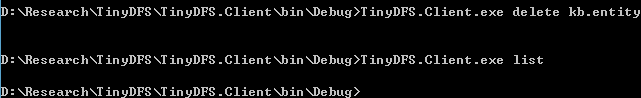 D:\Research\TinyDFS\TinyDFS.Client\bin\Debug>TinyDFS.Client.exe delete kb.entity
D:\Research\TinyDFS\TinyDFS.Client\bin\Debug>TinyDFS.Client.exe list
D:\Research\TinyDFS\TinyDFS.Client\bin\Debug>